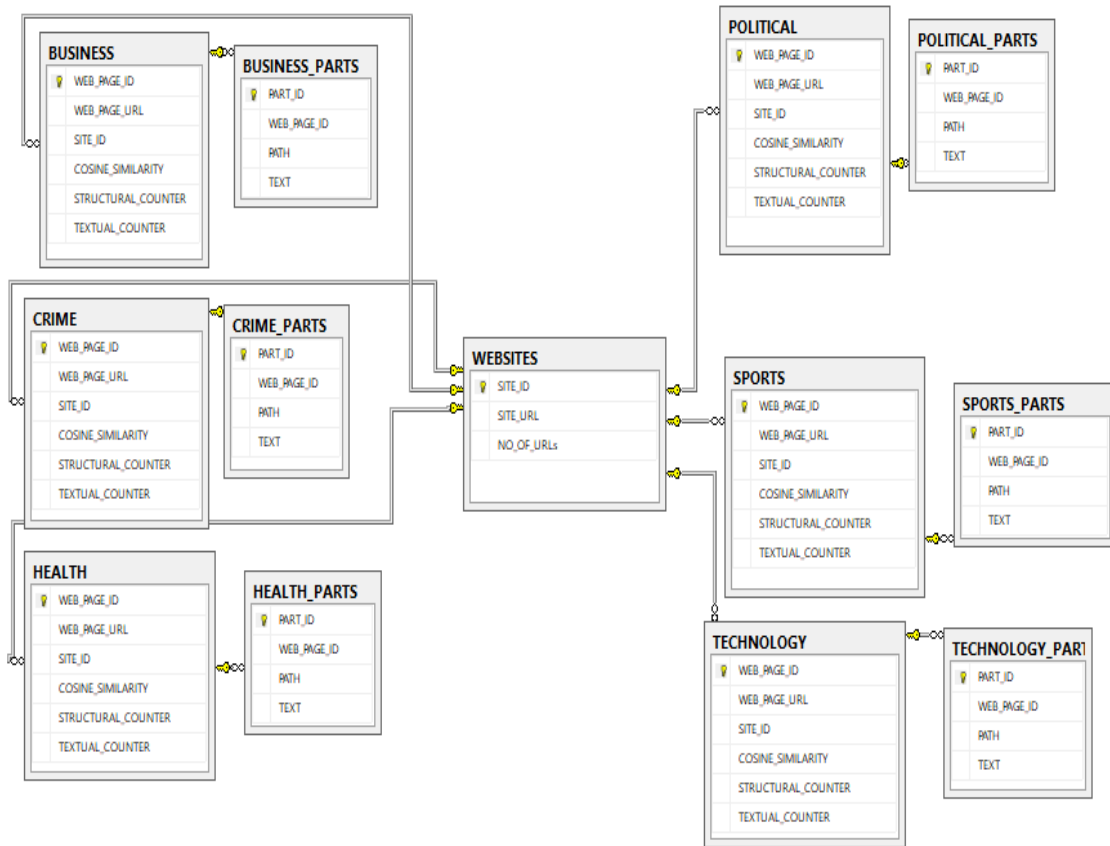 BUSINESS
WEB_PAGE_ID
WEB_PAGE_URL
SITE_ID
COSINE_SIMILARITY
STRUCTURAL_COUNTER
TEXTUAL_COUNTER
BUSINESS_PARTS
PART_ID
WEB_PAGE_ID
PATH
TEXT
CRIME
WEB_PAGE_ID
WEB_PAGE_URL
SITE_ID
COSINE_SIMILARITY
STRUCTURAL_COUNTER
TEXTUAL_COUNTER
CRIME_PARTS
PART_ID
WEB_PAGE_ID
PATH
TEXT
HEALTH
WEB_PAGE_ID
WEB_PAGE_URL
SITE_ID
COSINE_SIMILARITY
STRUCTURAL_COUNTER
TEXTUAL_COUNTER
HEALTH_PARTS
PART_ID
WEB_PAGE_ID
PATH
TEXT
WEBSITES
SITE_ID
SITE_URL
NO_OF_URLs
POLITICAL
WEB_PAGE_ID
WEB_PAGE_URL
SITE_ID
COSINE_SIMILARITY
STRUCTURAL_COUNTER
TEXTUAL_COUNTER
POLITICAL_PARTS
PART_ID
WEB_PAGE_ID
PATH
TEXT
SPORTS
WEB_PAGE_ID
WEB_PAGE_URL
SITE_ID
COSINE_SIMILARITY
STRUCTURAL_COUNTER
TEXTUAL_COUNTER
SPORTS_PARTS
PART_ID
WEB_PAGE_ID
PATH
TEXT
TECHNOLOGY
WEB_PAGE_ID
WEB_PAGE_URL
SITE_ID
COSINE_SIMILARITY
STRUCTURAL_COUNTER
TEXTUAL_COUNTER
TECHNOLOGY_PART
PART_ID
WEB_PAGE_ID
PATH
TEXT